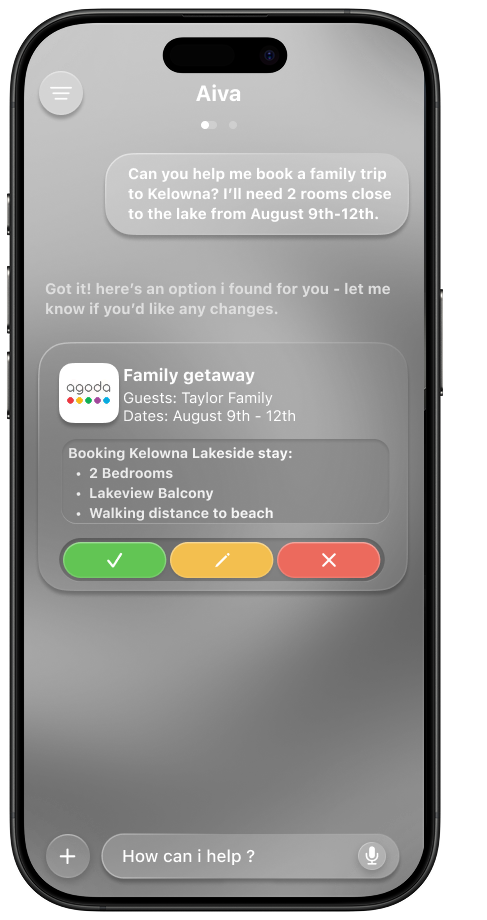 Aiva
Can you help me book a family trip
to Kelowna? I’ll need 2 rooms close
to the lake from August 9th-12th.
Got it! here’s an option i found for you - let me
know if you’d like any changes.
agoda
Family getaway
Guests: Taylor Family
Dates: August 9th - 12th
Booking Kelowna Lakeside stay:
• 2 Bedrooms
• Lakeview Balcony
• Walking distance to beach
How can i help ?